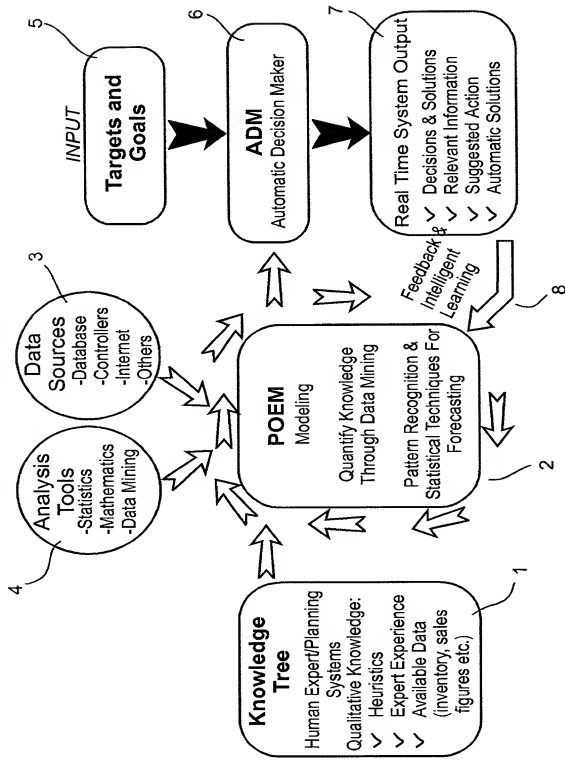 INPUT
5
Targets and
Goals
6
ADM
Automatic Decision Maker
7
Real Time System Output
✓ Decisions & Solutions
✓ Relevant Information
✓ Suggested Action
✓ Automatic Solutions
3
Data
Sources
-Database
-Controllers
-Internet
-Others
4
Analysis
Tools
-Statistics
-Mathematics
-Data Mining
Feedback &
Intelligent
Learning
8
POEM
Modeling
Quantify Knowledge
Through Data Mining
Pattern Recognition &
Statistical Techniques For
Forecasting
2
Knowledge
Tree
Human Expert/Planning
Systems
Qualitative Knowledge:
✓ Heuristics
✓ Expert Experience
✓ Available Data
(inventory, sales
figures etc.)
1